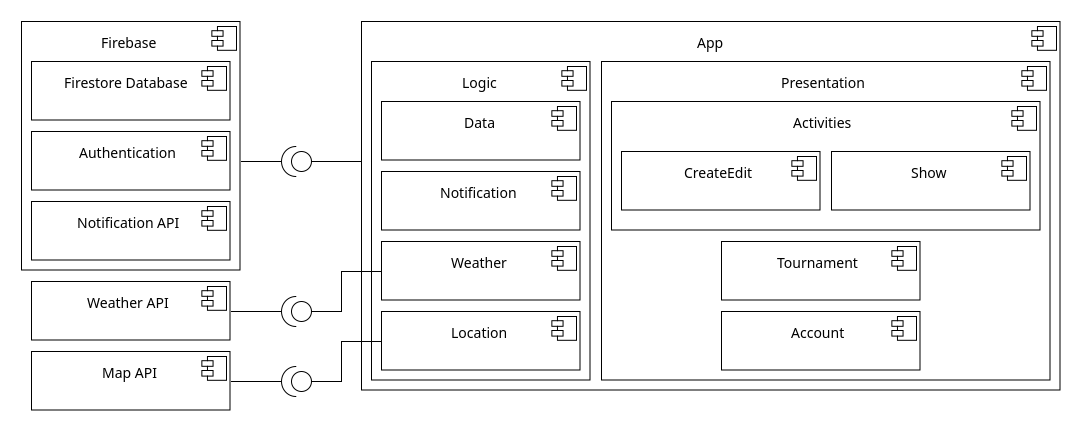 Firebase
Firestore Database
Authentication
Notification API
Weather API
Map API
App
Logic
Data
Notification
Weather
Location
Presentation
Activities
CreateEdit
Show
Tournament
Account